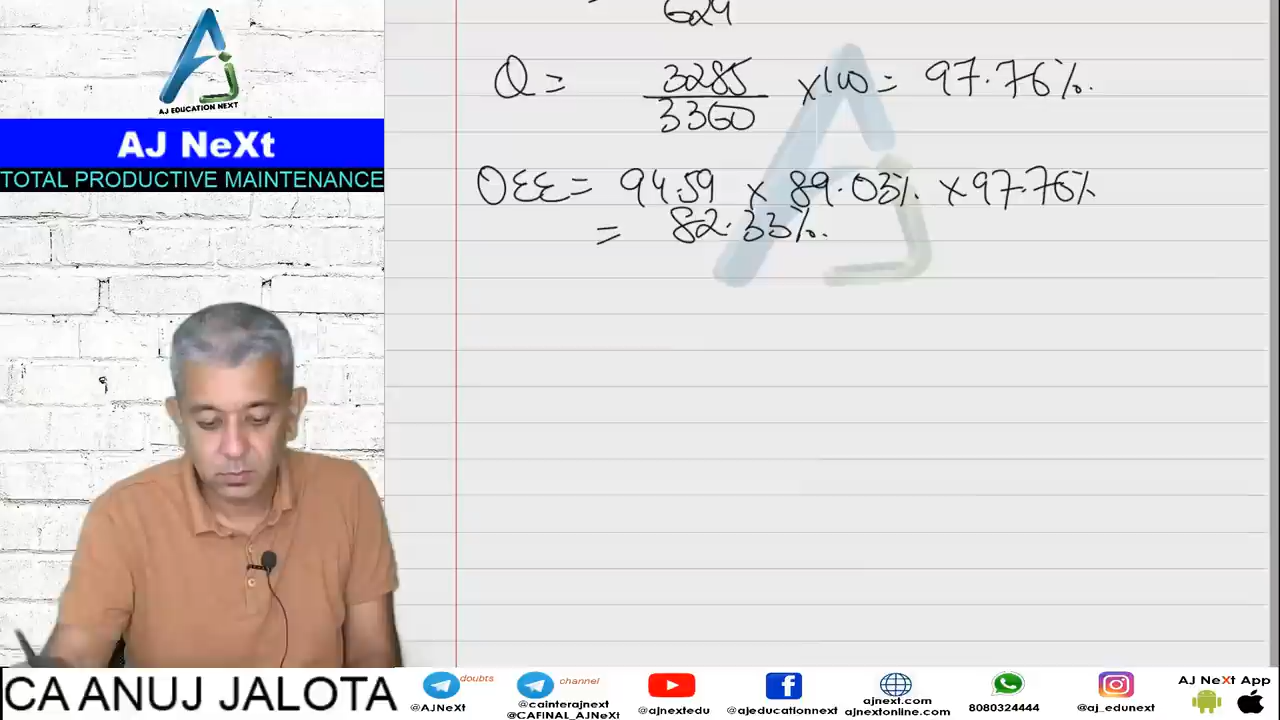 624
Q = 3285 × 100 = 97.76%.
3360
OEE = 94.59 × 89.03% × 97.76%
= 82.33%.
AJ EDUCATION NEXT
AJ NeXt
TOTAL PRODUCTIVE MAINTENANCE
CA ANUJ JALOTA
doubts
@AJNeXt
channel
@cainterajnext
@CAFINAL_AJNeXt
@ajnextedu
@ajeducationnext
ajnext.com
ajnextonline.com
8080324444
@aj_edunext
AJ NeXt App